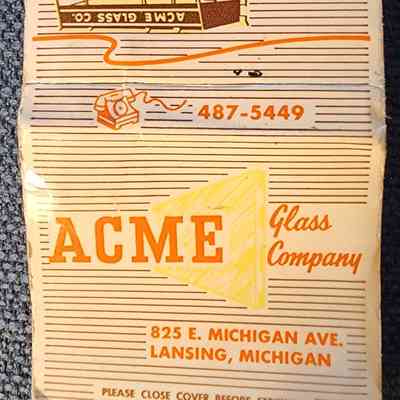 ACME GLASS CO.
487-5449
ACME Glass Company
825 E. MICHIGAN AVE.
LANSING, MICHIGAN
PLEASE CLOSE COVER BEFORE